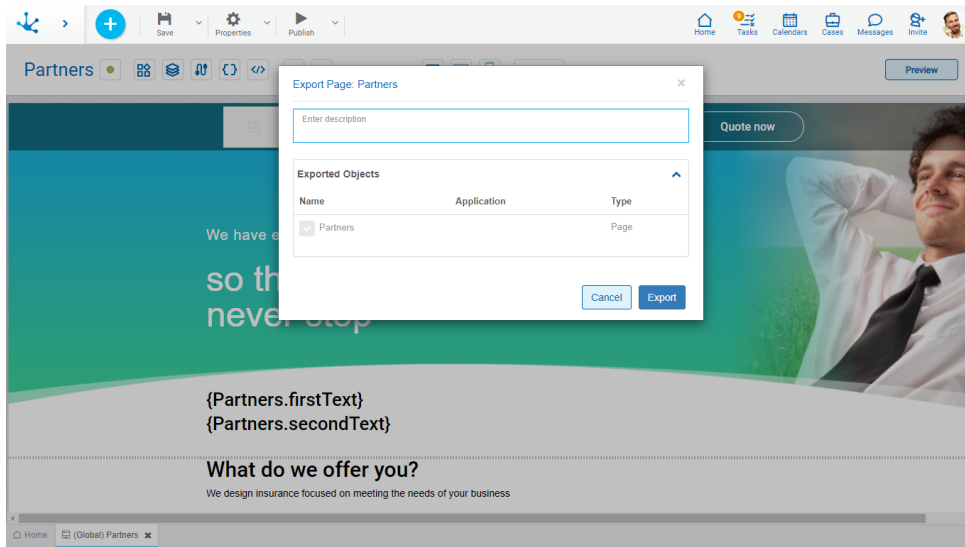 Save
Properties
Publish
Home
9
Tasks
Calendars
Cases
Messages
Invite
Partners
Preview
Export Page: Partners
Enter description
Quote now
Exported Objects
Name Application Type
Partners Page
We have e
so th
never stop
Cancel Export
{Partners.firstText}
{Partners.secondText}
What do we offer you?
We design insurance focused on meeting the needs of your business
Home (Global) Partners